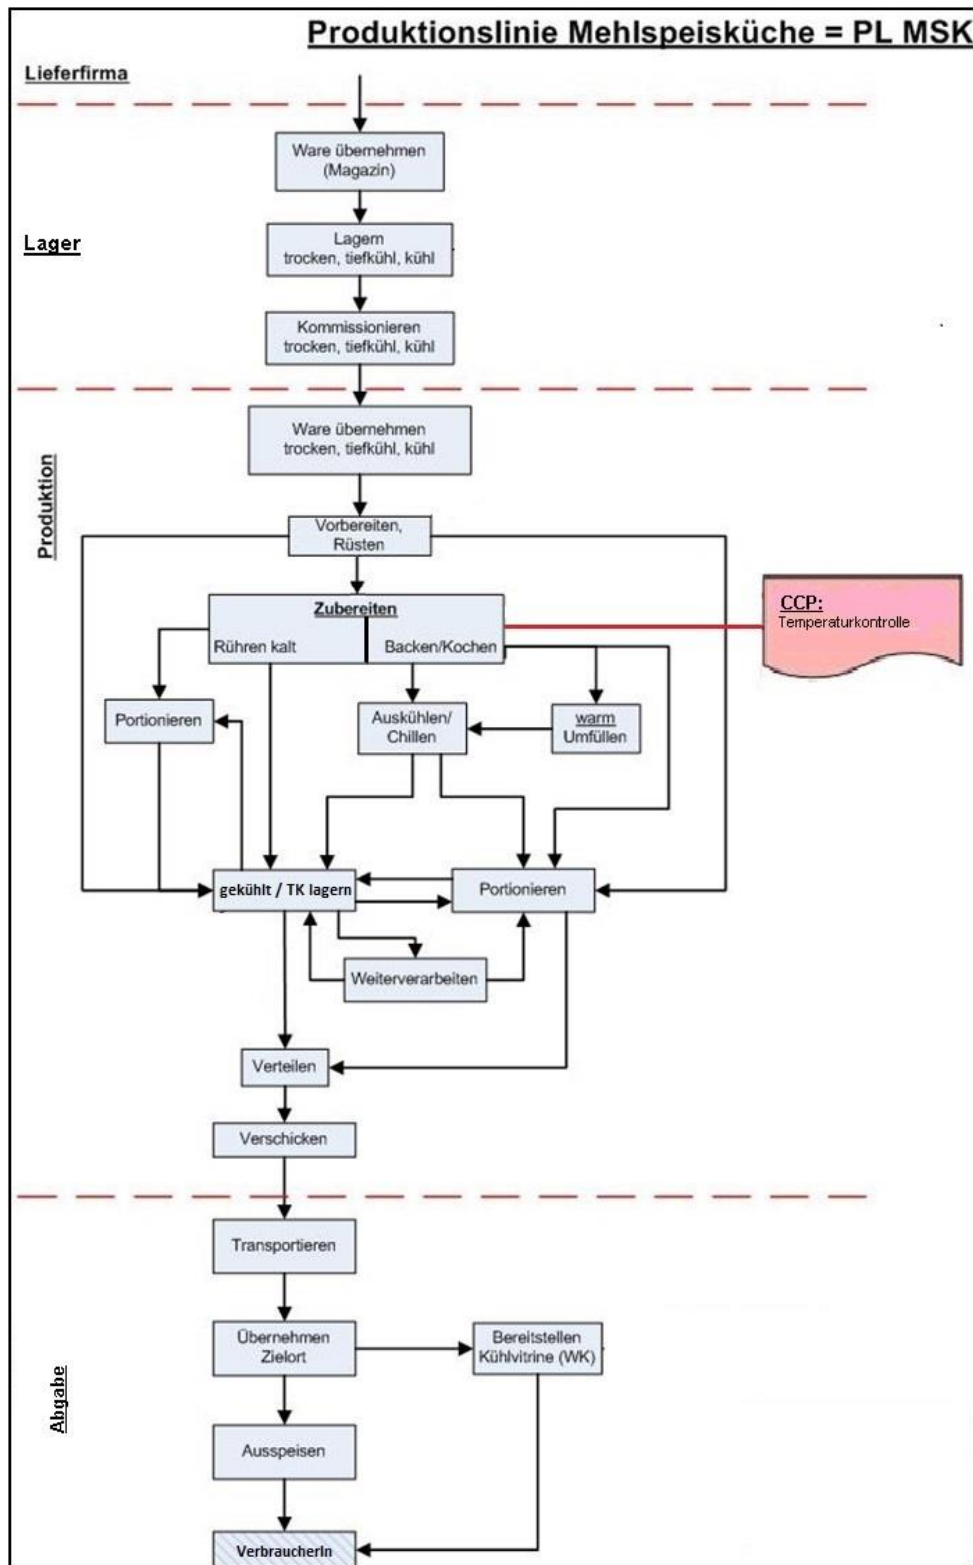 Produktionslinie Mehlspeisküche = PL MSK
Lieferfirma
Ware übernehmen
(Magazin)
Lager
Lagern
trocken, tiefkühl, kühl
Kommissionieren
trocken, tiefkühl, kühl
Ware übernehmen
trocken, tiefkühl, kühl
Produktion
Vorbereiten,
Rüsten
Zubereiten
Rühren kalt
Backen/Kochen
CCP:
Temperaturkontrolle
Portionieren
Auskühlen/
Chillen
warm
Umfüllen
gekühlt / TK lagern
Portionieren
Weiterverarbeiten
Verteilen
Verschicken
Transportieren
Übernehmen
Zielort
Bereitstellen
Kühlvitrine (WK)
Abgabe
Ausspeisen
VerbraucherIn